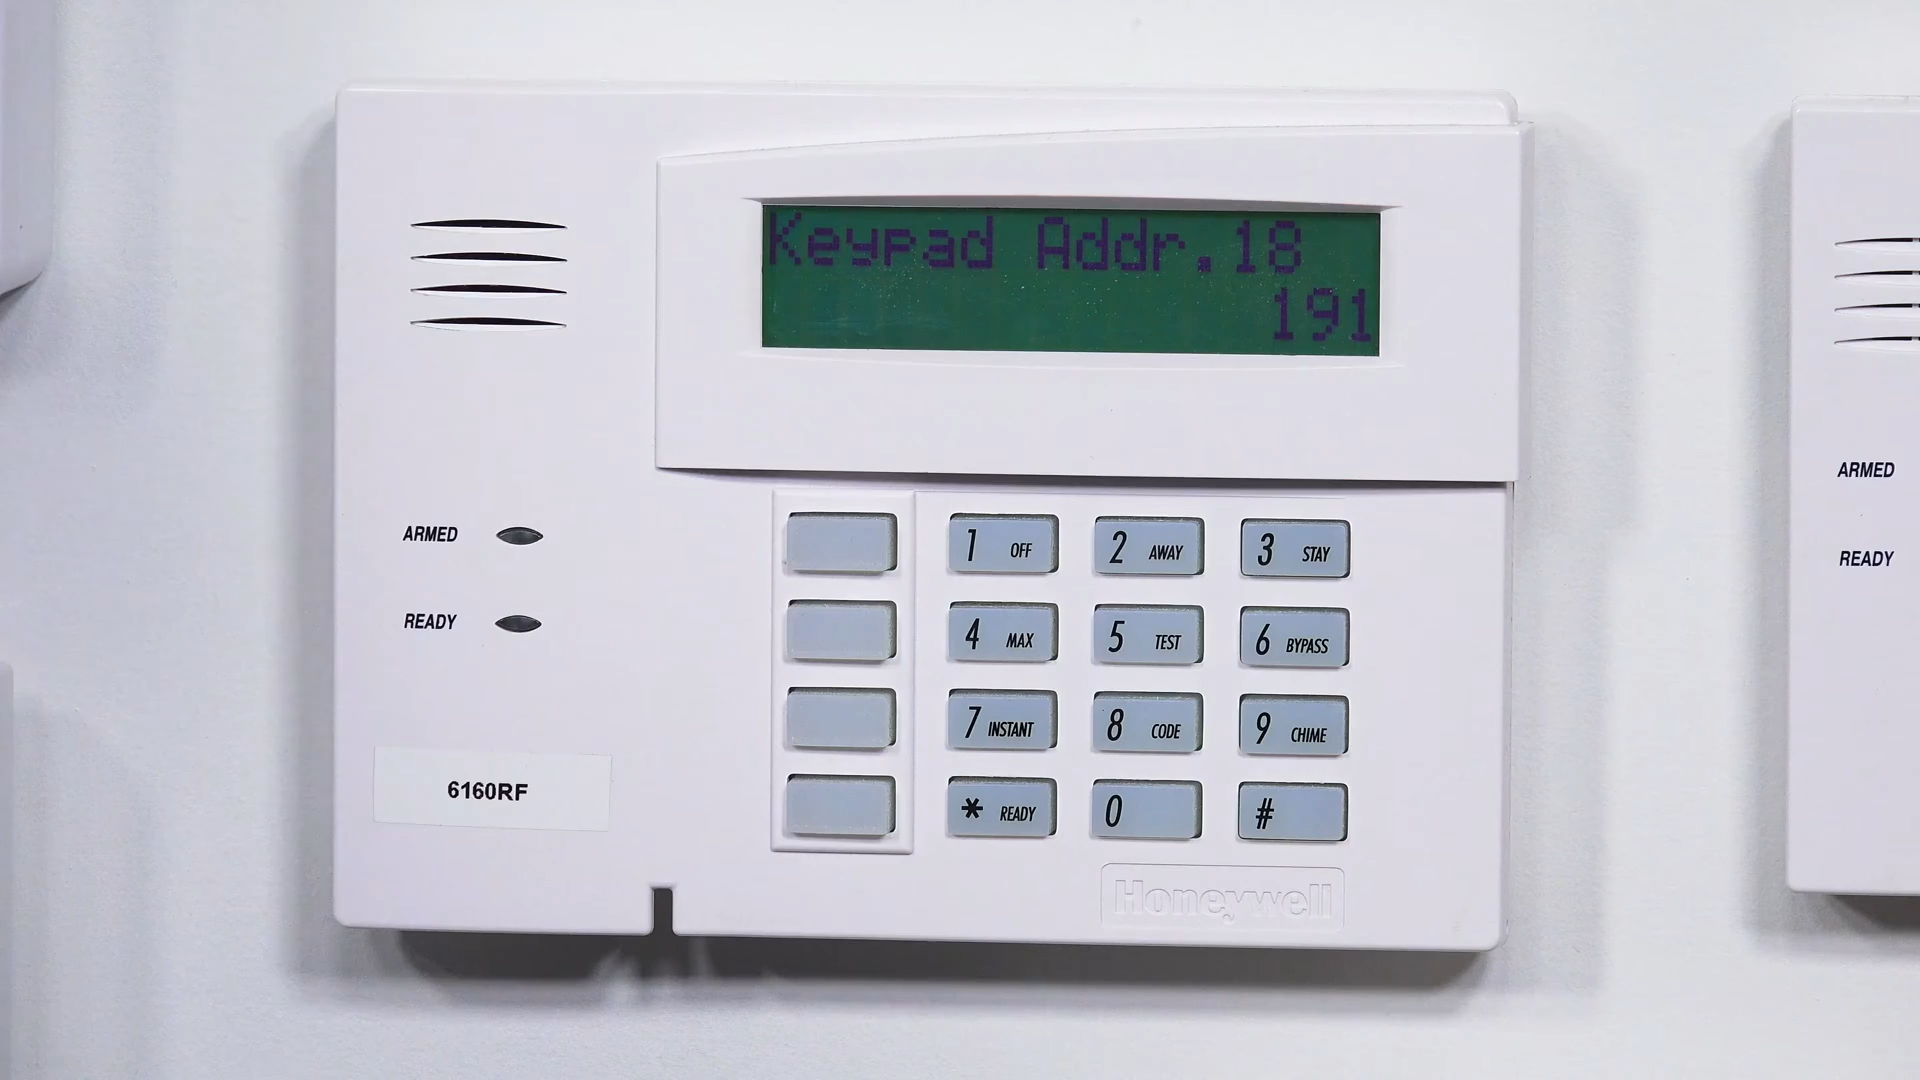 Keypad Addr.18
191
ARMED
READY
6160RF
1 OFF
2 AWAY
3 STAY
4 MAX
5 TEST
6 BYPASS
7 INSTANT
8 CODE
9 CHIME
* READY
0
#
Honeywell
ARMED
READY